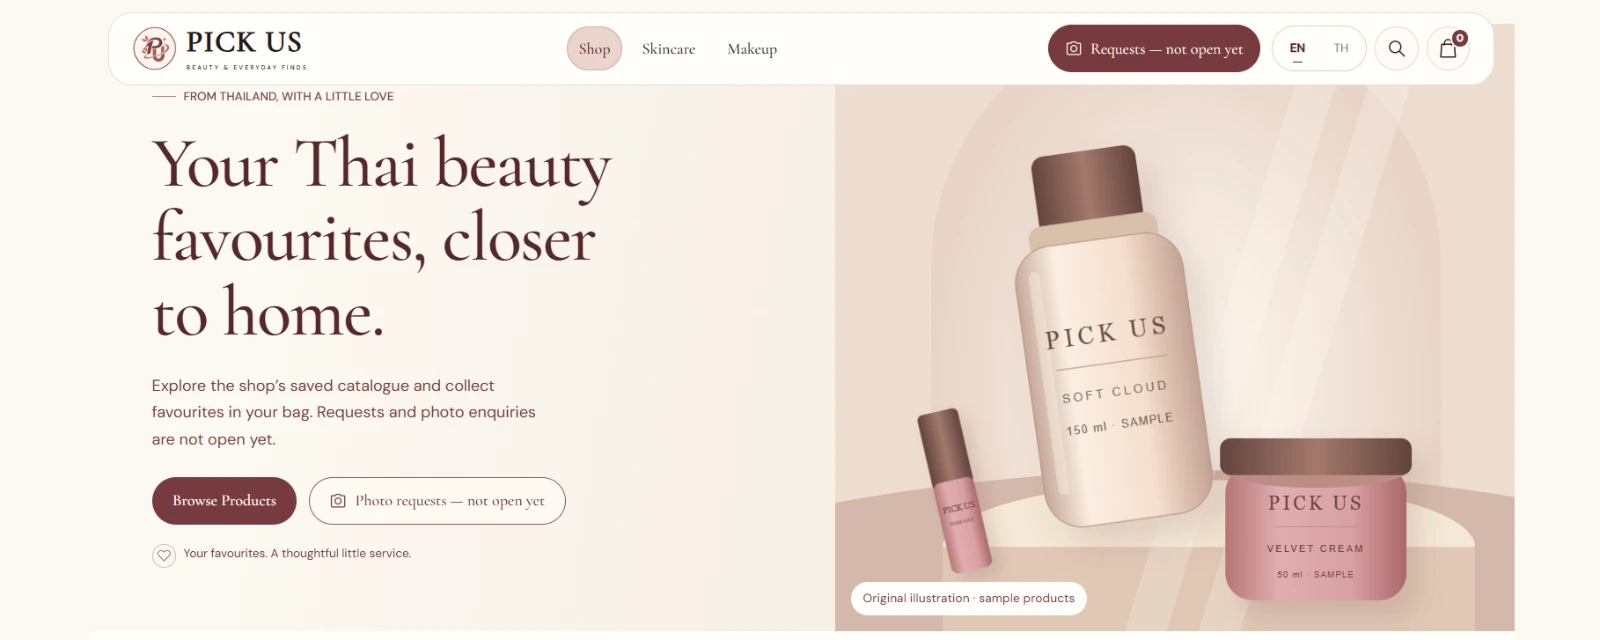 PICK US
BEAUTY & EVERYDAY FINDS
Shop
Skincare
Makeup
Requests — not open yet
EN
TH
0
FROM THAILAND, WITH A LITTLE LOVE
Your Thai beauty
favourites, closer
to home.
Explore the shop’s saved catalogue and collect
favourites in your bag. Requests and photo enquiries
are not open yet.
Browse Products
Photo requests — not open yet
Your favourites. A thoughtful little service.
PICK US
SOFT CLOUD
150 ml · SAMPLE
PICK US
PICK US
VELVET CREAM
50 ml · SAMPLE
Original illustration · sample products